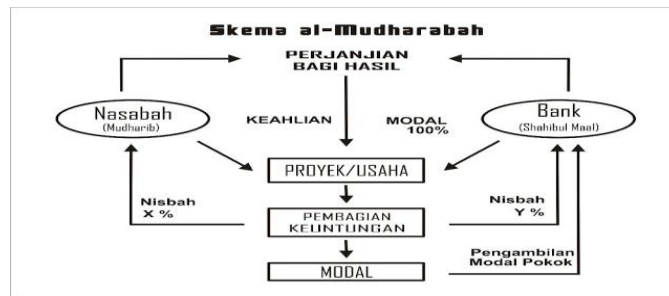 Skema al-Mudharabah
PERJANJIAN
BAGI HASIL
Nasabah
(Mudharib)
KEAHLIAN
MODAL
100%
Bank
(Shahibul Maal)
PROYEK/USAHA
Nisbah
X %
PEMBAGIAN
KEUNTUNGAN
Nisbah
Y %
MODAL
Pengambilan
Modal Pokok